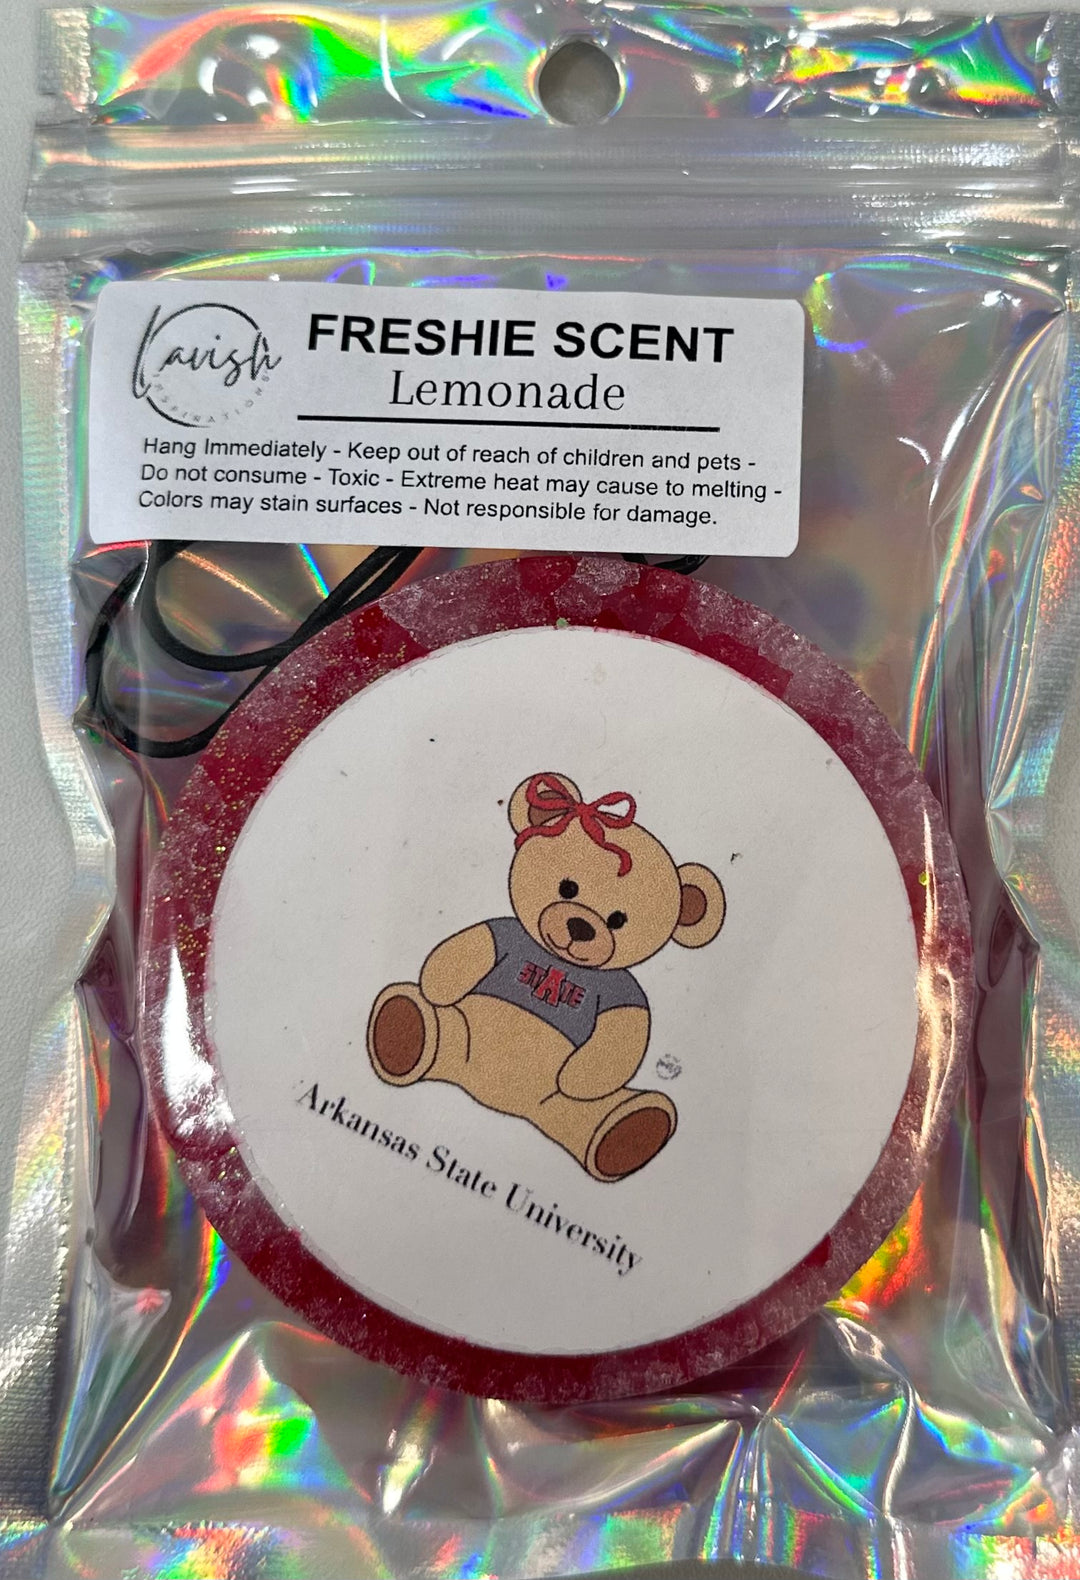 Lavish
INSPIRATIONS
FRESHIE SCENT
Lemonade
Hang Immediately - Keep out of reach of children and pets -
Do not consume - Toxic - Extreme heat may cause to melting -
Colors may stain surfaces - Not responsible for damage.
STATE
Arkansas State University